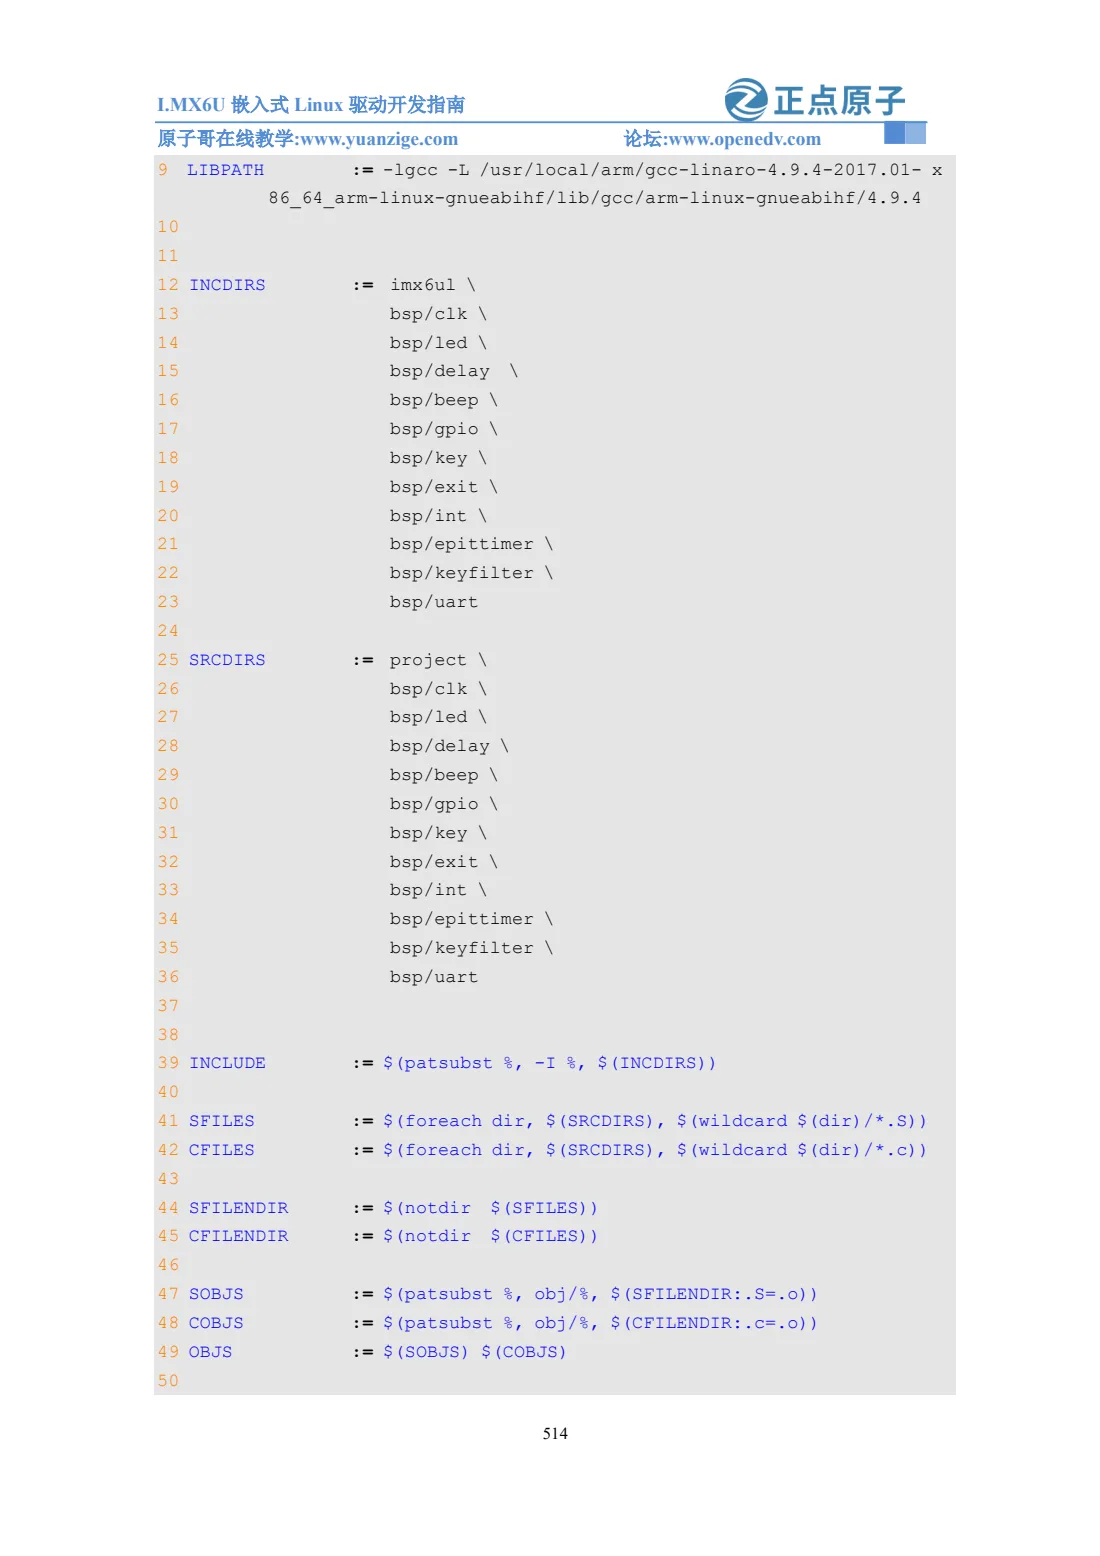 I.MX6U 嵌入式 Linux 驱动开发指南
正点原子
原子哥在线教学:www.yuanzige.com 论坛:www.openedv.com
9 LIBPATH := -lgcc -L /usr/local/arm/gcc-linaro-4.9.4-2017.01- x
86_64_arm-linux-gnueabihf/lib/gcc/arm-linux-gnueabihf/4.9.4
10
11
12 INCDIRS := imx6ul \
13 bsp/clk \
14 bsp/led \
15 bsp/delay \
16 bsp/beep \
17 bsp/gpio \
18 bsp/key \
19 bsp/exit \
20 bsp/int \
21 bsp/epittimer \
22 bsp/keyfilter \
23 bsp/uart
24
25 SRCDIRS := project \
26 bsp/clk \
27 bsp/led \
28 bsp/delay \
29 bsp/beep \
30 bsp/gpio \
31 bsp/key \
32 bsp/exit \
33 bsp/int \
34 bsp/epittimer \
35 bsp/keyfilter \
36 bsp/uart
37
38
39 INCLUDE := $(patsubst %, -I %, $(INCDIRS))
40
41 SFILES := $(foreach dir, $(SRCDIRS), $(wildcard $(dir)/*.S))
42 CFILES := $(foreach dir, $(SRCDIRS), $(wildcard $(dir)/*.c))
43
44 SFILENDIR := $(notdir $(SFILES))
45 CFILENDIR := $(notdir $(CFILES))
46
47 SOBJS := $(patsubst %, obj/%, $(SFILENDIR:.S=.o))
48 COBJS := $(patsubst %, obj/%, $(CFILENDIR:.c=.o))
49 OBJS := $(SOBJS) $(COBJS)
50
514